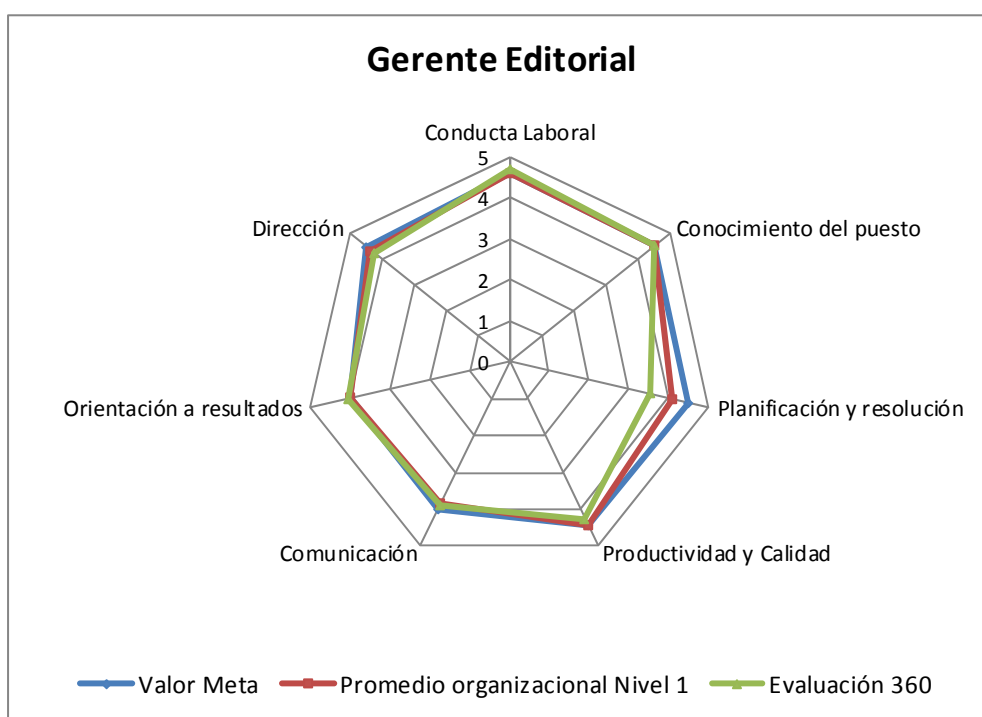 Gerente Editorial
Conducta Laboral
5
4
3
2
1
0
Dirección
Conocimiento del puesto
Orientación a resultados
Planificación y resolución
Comunicación
Productividad y Calidad
Valor Meta
Promedio organizacional Nivel 1
Evaluación 360